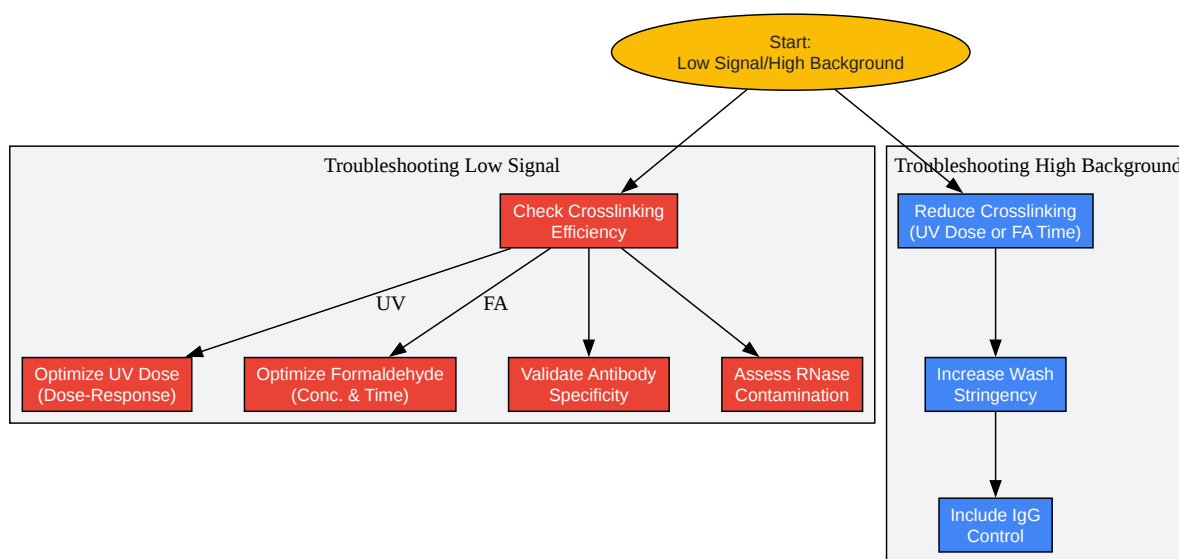 Start:
Low Signal/High Background
Troubleshooting Low Signal
Check Crosslinking
Efficiency
UV
FA
Optimize UV Dose
(Dose-Response)
Optimize Formaldehyde
(Conc. & Time)
Validate Antibody
Specificity
Assess RNase
Contamination
Troubleshooting High Background
Reduce Crosslinking
(UV Dose or FA Time)
Increase Wash
Stringency
Include IgG
Control